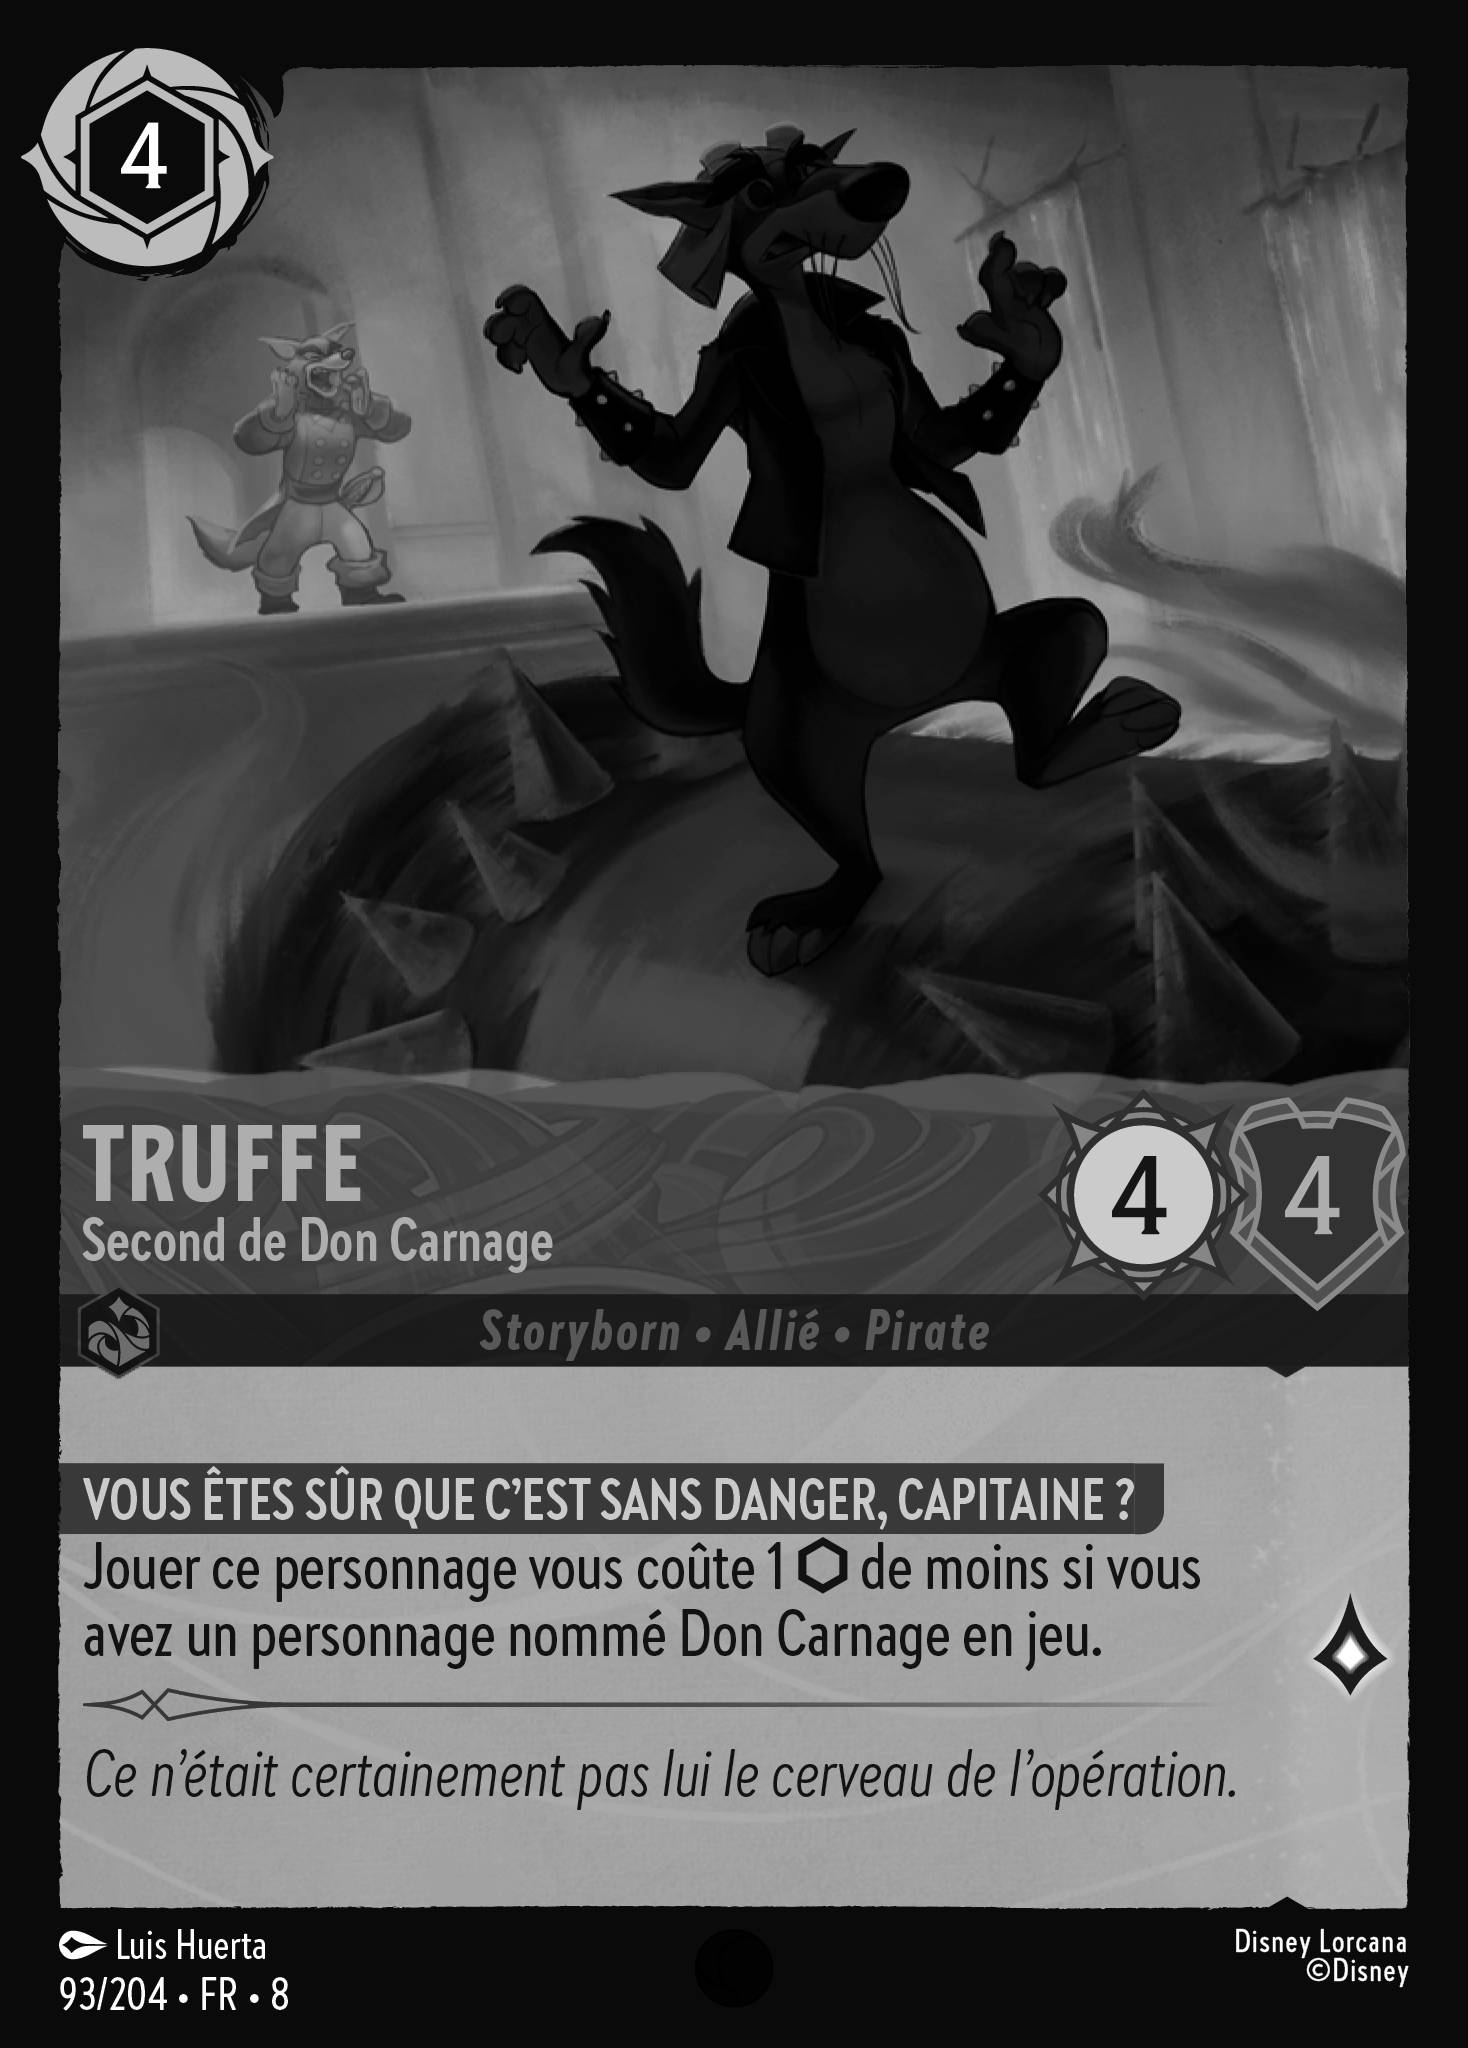 4
TRUFFE
Second de Don Carnage
4 4
Storyborn • Allié • Pirate
VOUS ÊTES SÛR QUE C’EST SANS DANGER, CAPITAINE ?
Jouer ce personnage vous coûte 1 ⬡ de moins si vous
avez un personnage nommé Don Carnage en jeu.
Ce n’était certainement pas lui le cerveau de l’opération.
Luis Huerta
93/204 • FR • 8
Disney Lorcana
©Disney